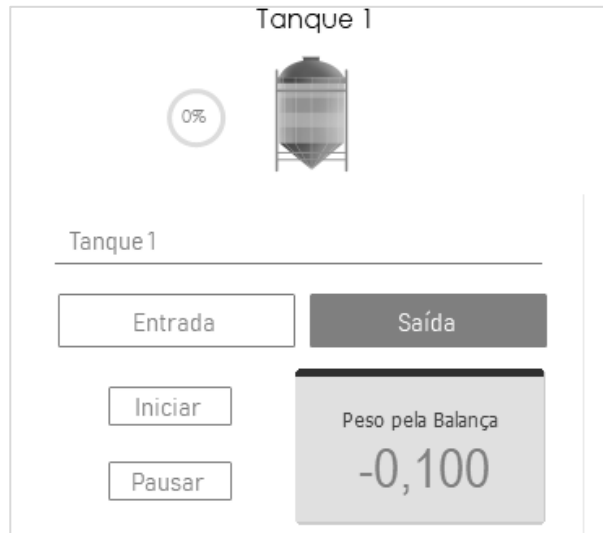 Tanque 1
0%
Tanque 1
Entrada
Saída
Iniciar
Pausar
Peso pela Balança
-0,100